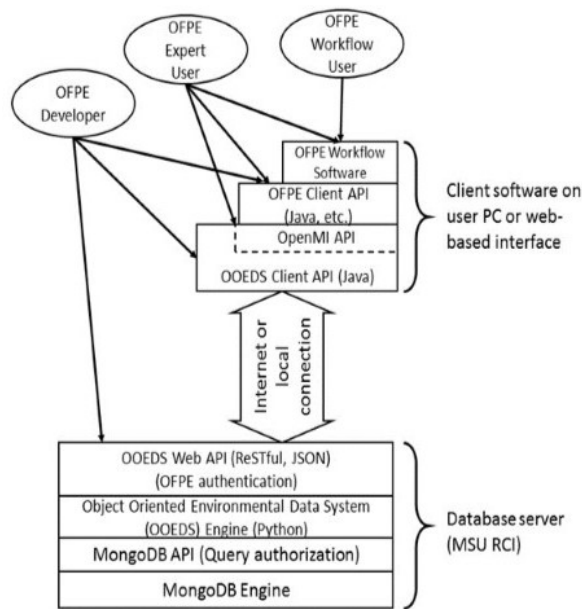 OFPE
Expert
User
OFPE
Workflow
User
OFPE
Developer
OFPE Workflow
Software
OFPE Client API
(Java, etc.)
OpenMI API
OOEDS Client API (Java)
Client software on
user PC or web-
based interface
Internet or
local
connection
OOEDS Web API (ReSTful, JSON)
(OFPE authentication)
Object Oriented Environmental Data System
(OOEDS) Engine (Python)
MongoDB API (Query authorization)
MongoDB Engine
Database server
(MSU RCI)